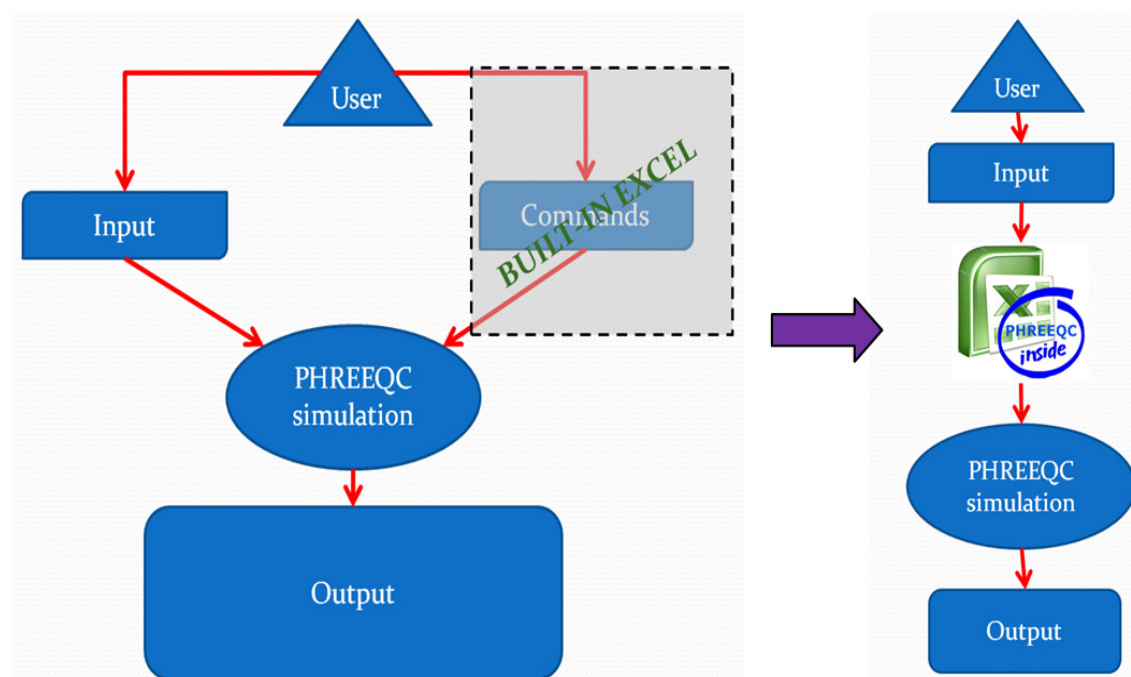 User
Input
Commands
BUILT-IN EXCEL
PHREEQC
simulation
Output
User
Input
X
PHREEQC
inside
PHREEQC
simulation
Output